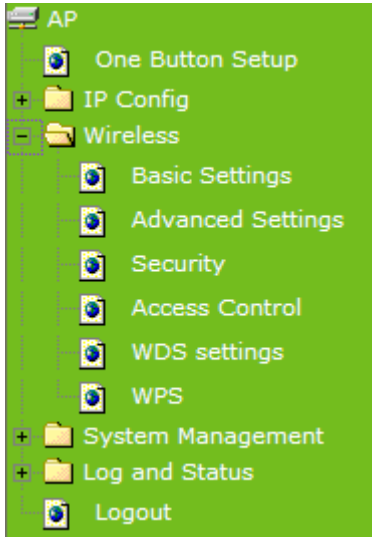 AP
One Button Setup
IP Config
Wireless
Basic Settings
Advanced Settings
Security
Access Control
WDS settings
WPS
System Management
Log and Status
Logout